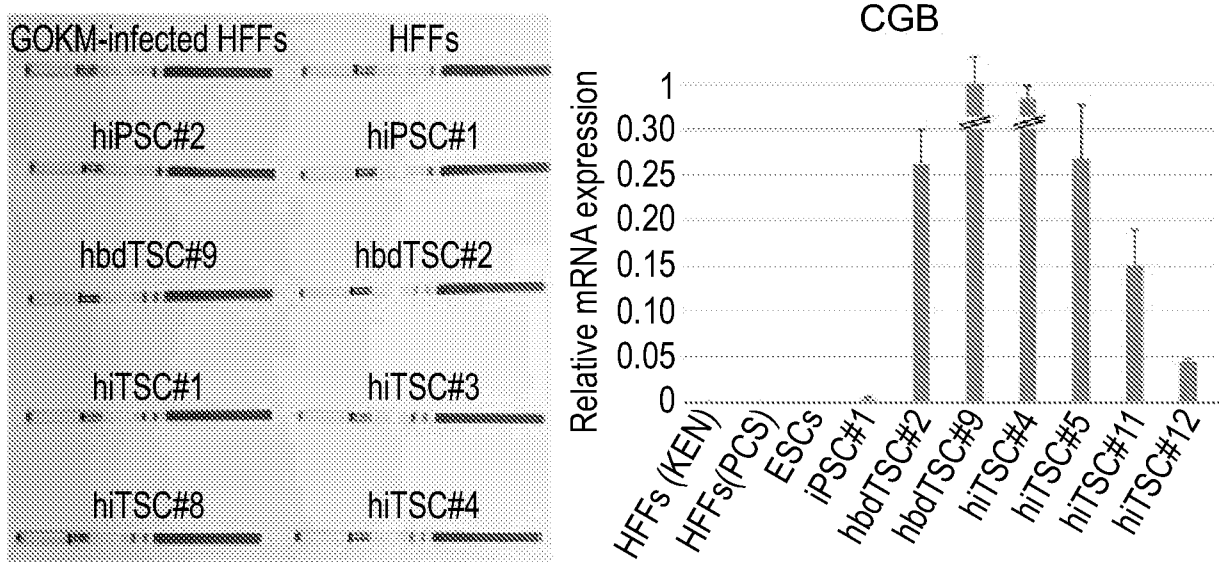 GOKM-infected HFFs HFFs
hiPSC#2 hiPSC#1
hbdTSC#9 hbdTSC#2
hiTSC#1 hiTSC#3
hiTSC#8 hiTSC#4
CGB
Relative mRNA expression
1
0.30
0.25
0.20
0.15
0.10
0.05
0
HFFs (KEN)
HFFs(PCS)
ESCs
iPSC#1
hbdTSC#2
hbdTSC#9
hiTSC#4
hiTSC#5
hiTSC#11
hiTSC#12